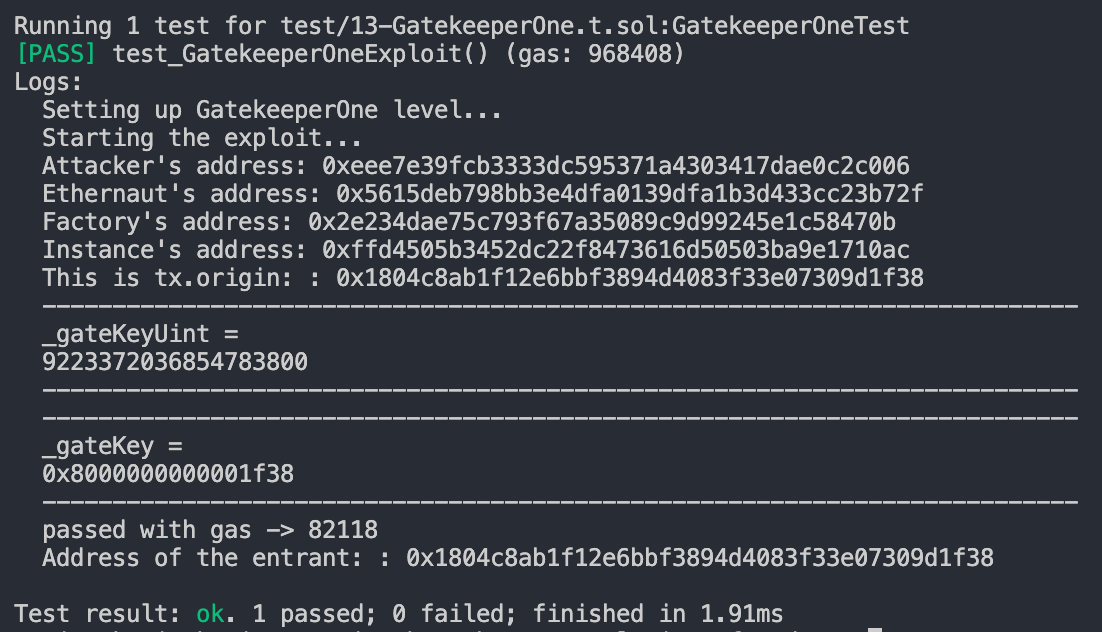 Running 1 test for test/13-GatekeeperOne.t.sol:GatekeeperOneTest
[PASS] test_GatekeeperOneExploit() (gas: 968408)
Logs:
Setting up GatekeeperOne level...
Starting the exploit...
Attacker's address: 0xeee7e39fcb3333dc595371a4303417dae0c2c006
Ethernaut's address: 0x5615deb798bb3e4dfa0139dfa1b3d433cc23b72f
Factory's address: 0x2e234dae75c793f67a35089c9d99245e1c58470b
Instance's address: 0xffd4505b3452dc22f8473616d50503ba9e1710ac
This is tx.origin: : 0x1804c8ab1f12e6bbf3894d4083f33e07309d1f38
--------------------------------------------------------------------------
_gateKeyUint =
9223372036854783800
--------------------------------------------------------------------------
--------------------------------------------------------------------------
_gateKey =
0x8000000000001f38
--------------------------------------------------------------------------
passed with gas -> 82118
Address of the entrant: : 0x1804c8ab1f12e6bbf3894d4083f33e07309d1f38
Test result: ok. 1 passed; 0 failed; finished in 1.91ms